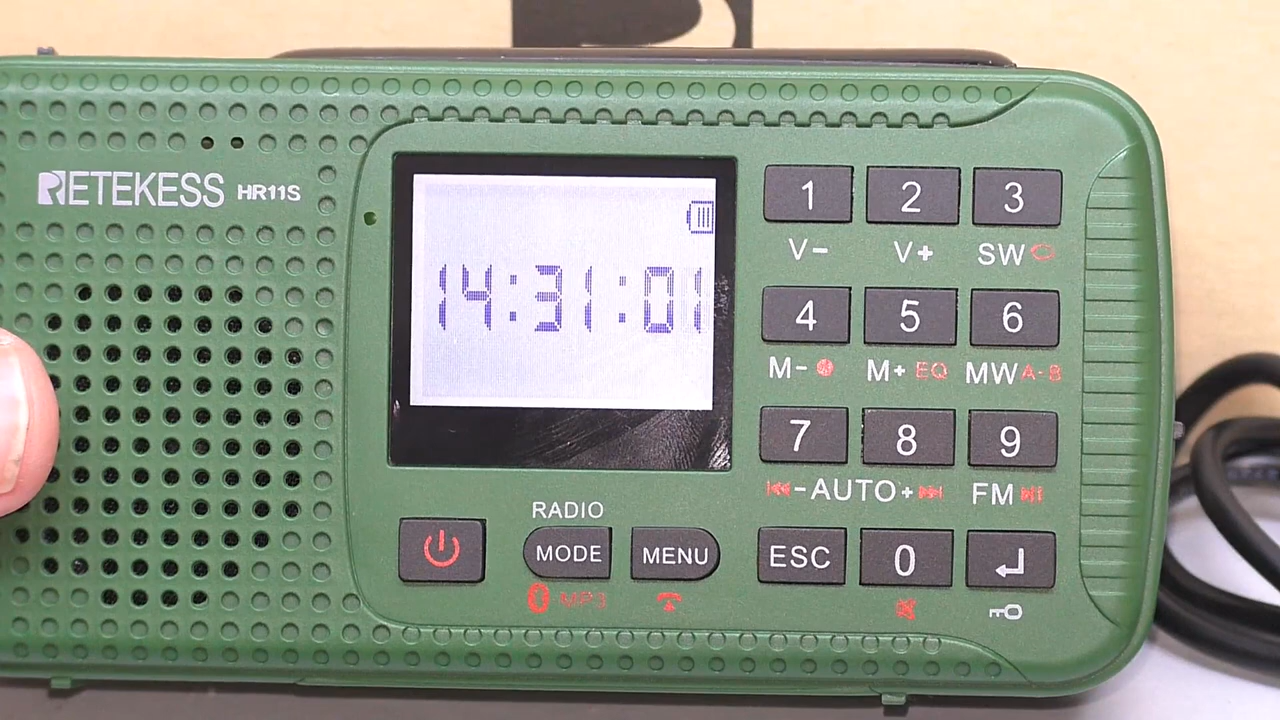 RETEKESS HR11S
14:31:01
1 2 3
V- V+ SW
4 5 6
M- M+ EQ MW A-B
7 8 9
-AUTO+ FM
RADIO
MODE MENU ESC 0
MP3